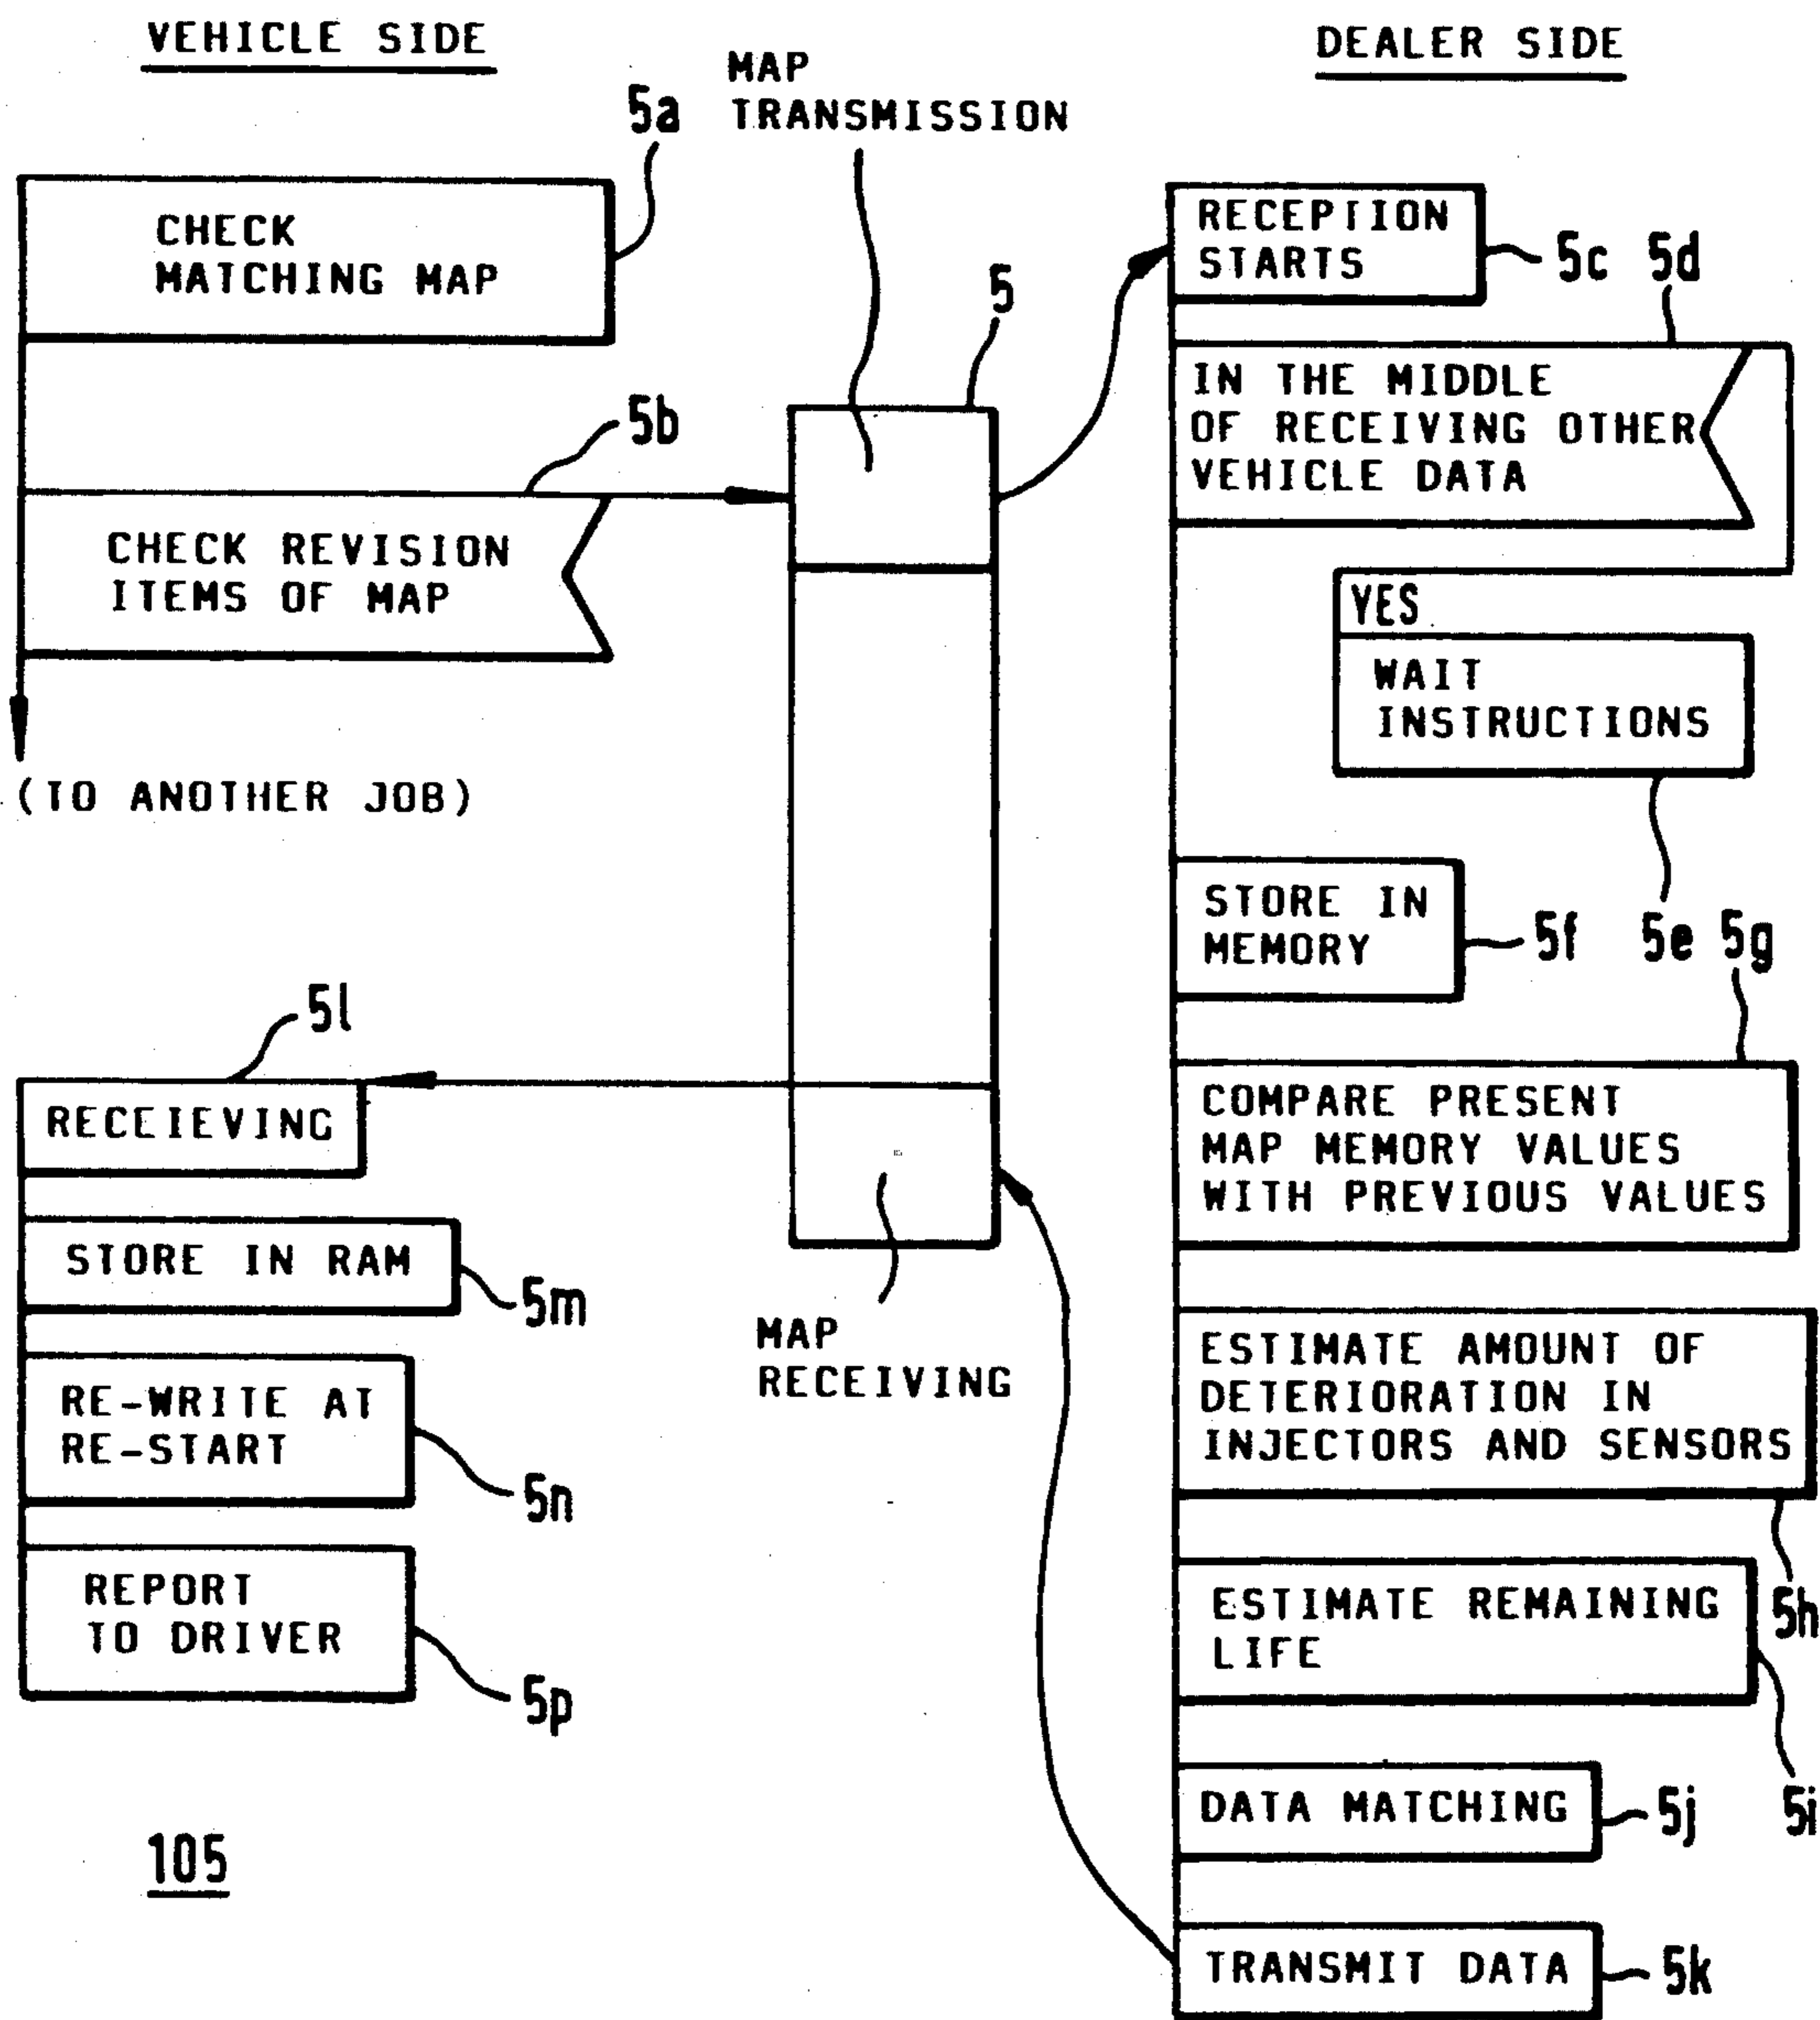 VEHICLE SIDE
5a
CHECK
MATCHING MAP
5b
CHECK REVISION
ITEMS OF MAP
(TO ANOTHER JOB)
5l
RECEIEVING
STORE IN RAM
5m
RE-WRITE AT
RE-START
5n
REPORT
TO DRIVER
5p
105
MAP
TRANSMISSION
5
MAP
RECEIVING
DEALER SIDE
RECEPTION
STARTS
5c
5d
IN THE MIDDLE
OF RECEIVING OTHER
VEHICLE DATA
YES
WAIT
INSTRUCTIONS
5e
STORE IN
MEMORY
5f
5g
COMPARE PRESENT
MAP MEMORY VALUES
WITH PREVIOUS VALUES
ESTIMATE AMOUNT OF
DETERIORATION IN
INJECTORS AND SENSORS
5h
ESTIMATE REMAINING
LIFE
5i
DATA MATCHING
5j
TRANSMIT DATA
5k